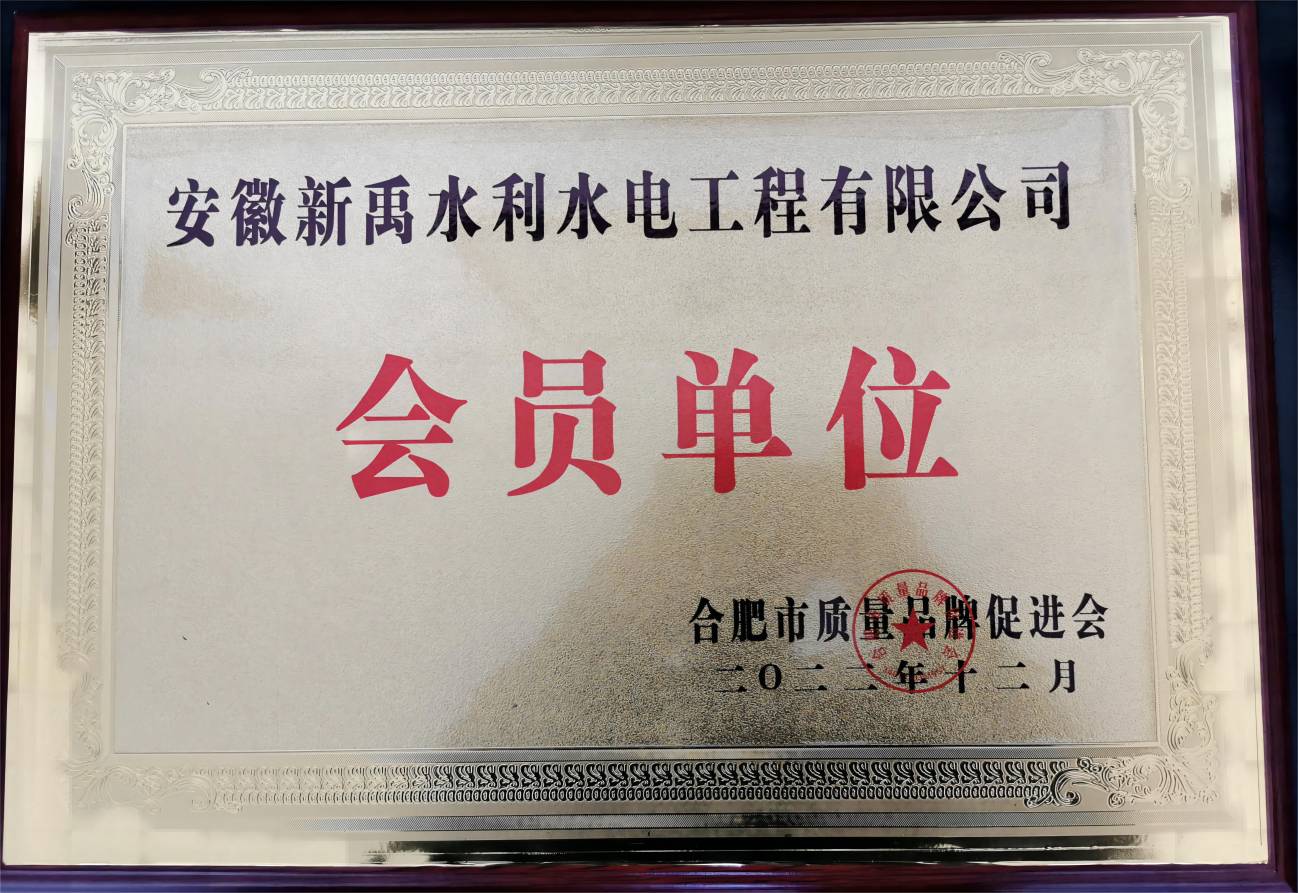 安徽新禹水利水电工程有限公司
会员单位
合肥市质量品牌促进会
二〇二二年十二月